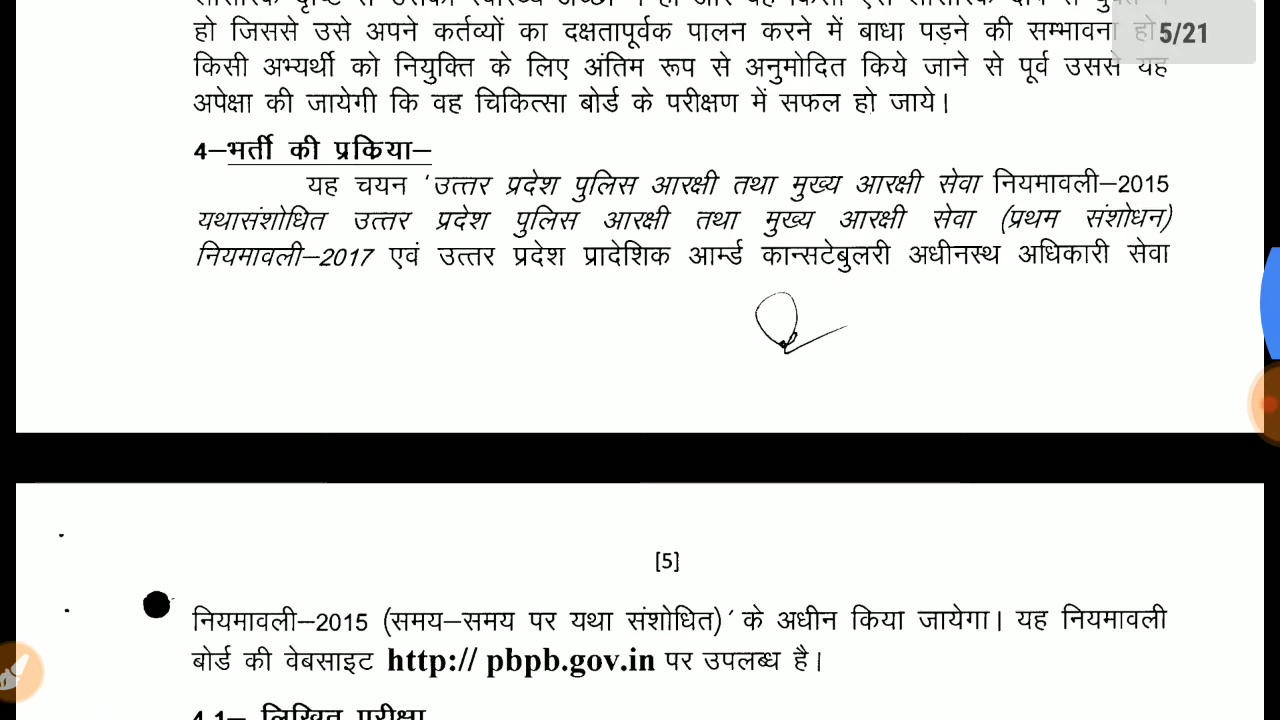 5/21
हो जिससे उसे अपने कर्तव्यों का दक्षतापूर्वक पालन करने में बाधा पड़ने की सम्भावना हो
किसी अभ्यर्थी को नियुक्ति के लिए अंतिम रूप से अनुमोदित किये जाने से पूर्व उससे यह
अपेक्षा की जायेगी कि वह चिकित्सा बोर्ड के परीक्षण में सफल हो जाये।
4–भर्ती की प्रकिया–
यह चयन 'उत्तर प्रदेश पुलिस आरक्षी तथा मुख्य आरक्षी सेवा नियमावली–2015
यथासंशोधित उत्तर प्रदेश पुलिस आरक्षी तथा मुख्य आरक्षी सेवा (प्रथम संशोधन)
नियमावली–2017 एवं उत्तर प्रदेश प्रादेशिक आर्म्ड कान्सटेबुलरी अधीनस्थ अधिकारी सेवा
[5]
नियमावली–2015 (समय–समय पर यथा संशोधित)' के अधीन किया जायेगा। यह नियमावली
बोर्ड की वेबसाइट http:// pbpb.gov.in पर उपलब्ध है।
4.1– लिखित परीक्षा